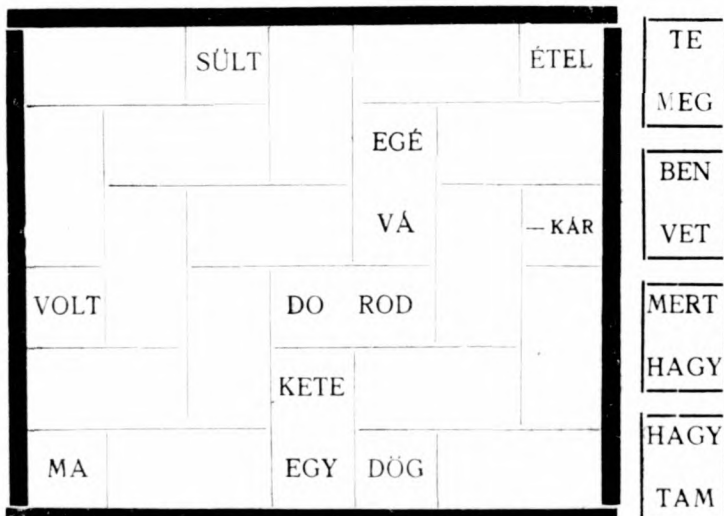 SÜLT ÉTEL
EGÉ
VÁ —KÁR
VOLT DO ROD
KETE
MA EGY DÖG
TE
MEG
BEN
VET
MERT
HAGY
HAGY
TAM